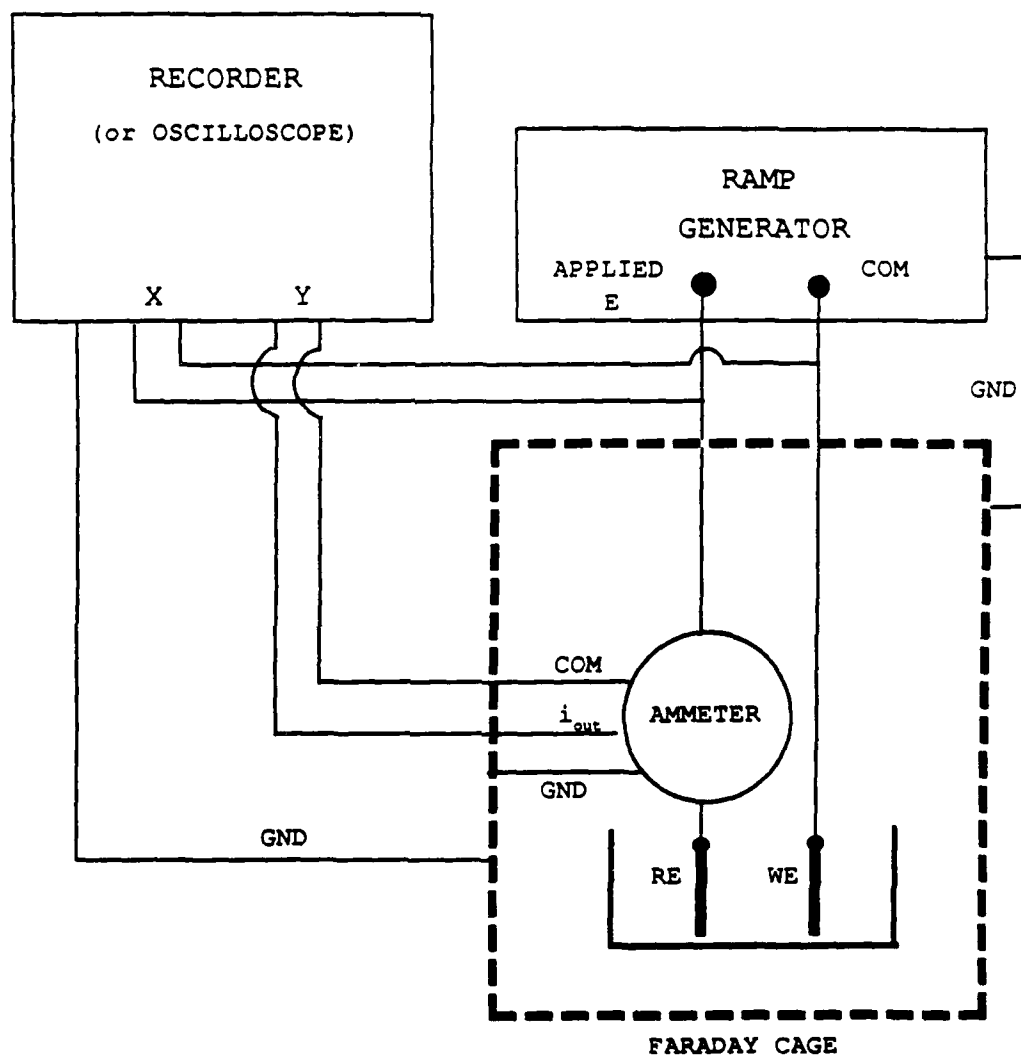 RECORDER
(or OSCILLOSCOPE)
X
Y
RAMP
GENERATOR
APPLIED
E
COM
GND
COM
i_out
AMMETER
GND
GND
RE
WE
FARADAY CAGE